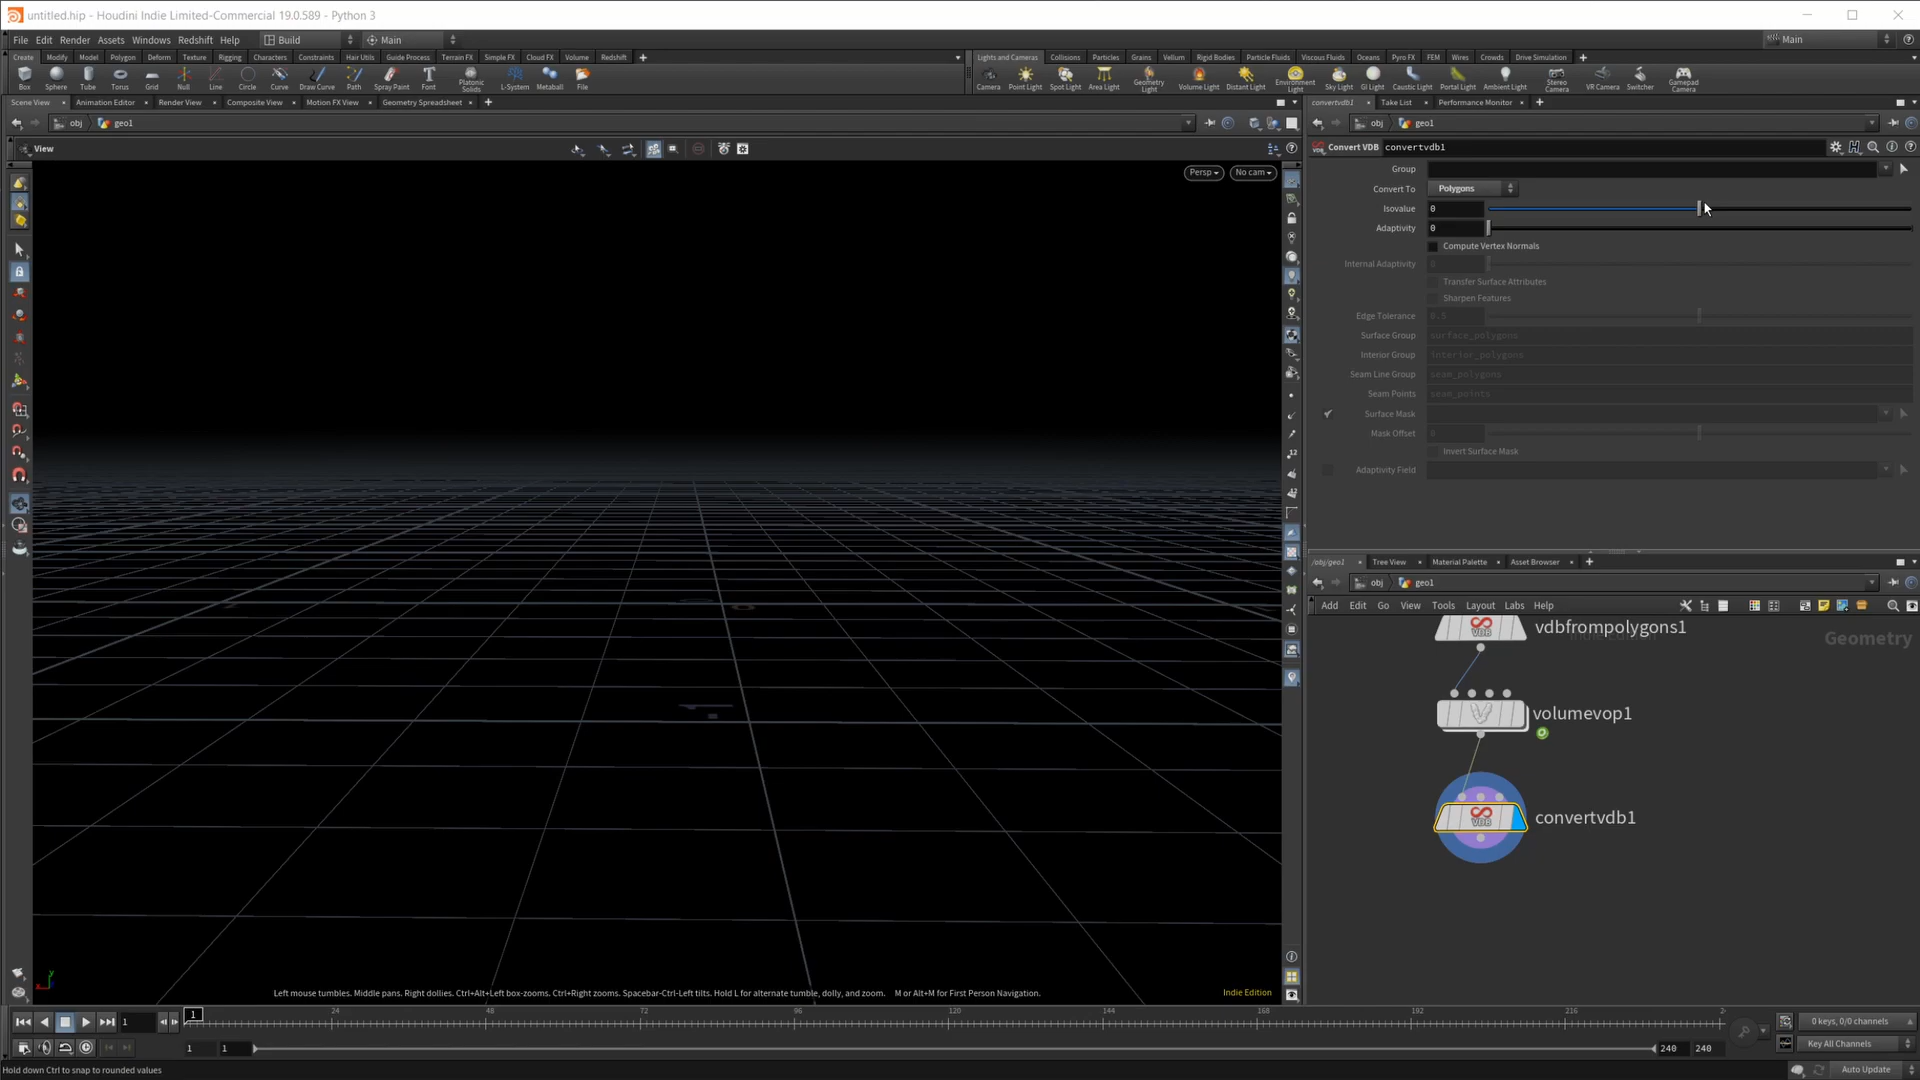 untitled.hip - Houdini Indie Limited-Commercial 19.0.589 - Python 3
File Edit Render Assets Windows Redshift Help Build Main Main
Create Modify Model Polygon Deform Texture Rigging Characters Constraints Hair Utils Guide Process Terrain FX Simple FX Cloud FX Volume Redshift
Lights and Cameras Collisions Particles Grains Vellum Rigid Bodies Particle Fluids Viscous Fluids Oceans Pyro FX FEM Wires Crowds Drive Simulation
Box Sphere Tube Torus Grid Null Line Circle Curve Draw Curve Path Spray Paint Font Platonic Solids L-System Metaball File
Camera Point Light Spot Light Area Light Geometry Light Volume Light Distant Light Environment Light Sky Light GI Light Caustic Light Portal Light Ambient Light Stereo Camera VR Camera Switcher Gamepad Camera
Scene View Animation Editor Render View Composite View Motion FX View Geometry Spreadsheet
convertvdb1 Take List Performance Monitor
obj geo1
obj geo1
View
Persp No cam
Convert VDB convertvdb1
Group
Convert To Polygons
Isovalue 0
Adaptivity 0
Compute Vertex Normals
Internal Adaptivity 0
Transfer Surface Attributes
Sharpen Features
Edge Tolerance 0.5
Surface Group surface_polygons
Interior Group interior_polygons
Seam Line Group seam_polygons
Seam Points seam_points
Surface Mask
Mask Offset 0
Invert Surface Mask
Adaptivity Field
/obj/geo1 Tree View Material Palette Asset Browser
obj geo1
Add Edit Go View Tools Layout Labs Help
vdbfrompolygons1
Geometry
VDB
volumevop1
convertvdb1
VDB
Left mouse tumbles. Middle pans. Right dollies. Ctrl+Alt+Left box-zooms. Ctrl+Right zooms. Spacebar-Ctrl-Left tilts. Hold L for alternate tumble, dolly, and zoom. M or Alt+M for First Person Navigation.
Indie Edition
1 1 24 48 72 96 120 144 168 192 216 2
0 keys, 0/0 channels
1 1 240 240
Key All Channels
Hold down Ctrl to snap to rounded values
Auto Update